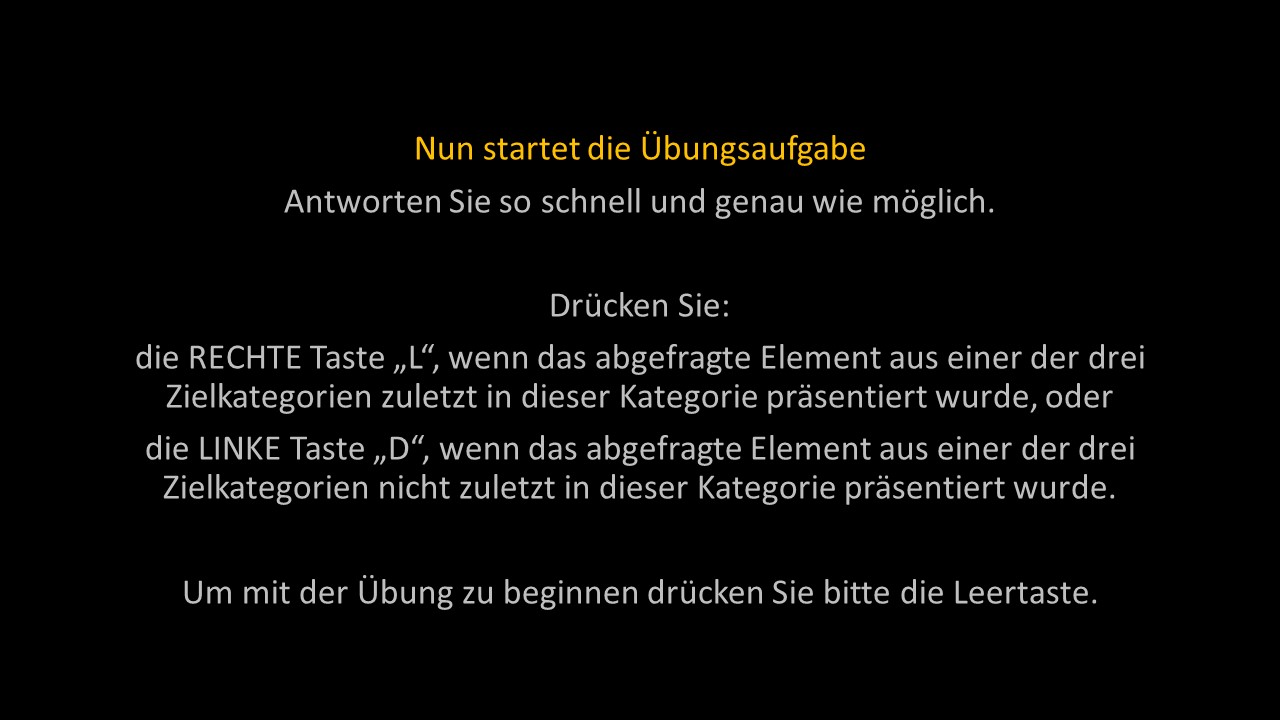 Nun startet die Übungsaufgabe
Antworten Sie so schnell und genau wie möglich.
Drücken Sie:
die RECHTE Taste „L“, wenn das abgefragte Element aus einer der drei
Zielkategorien zuletzt in dieser Kategorie präsentiert wurde, oder
die LINKE Taste „D“, wenn das abgefragte Element aus einer der drei
Zielkategorien nicht zuletzt in dieser Kategorie präsentiert wurde.
Um mit der Übung zu beginnen drücken Sie bitte die Leertaste.